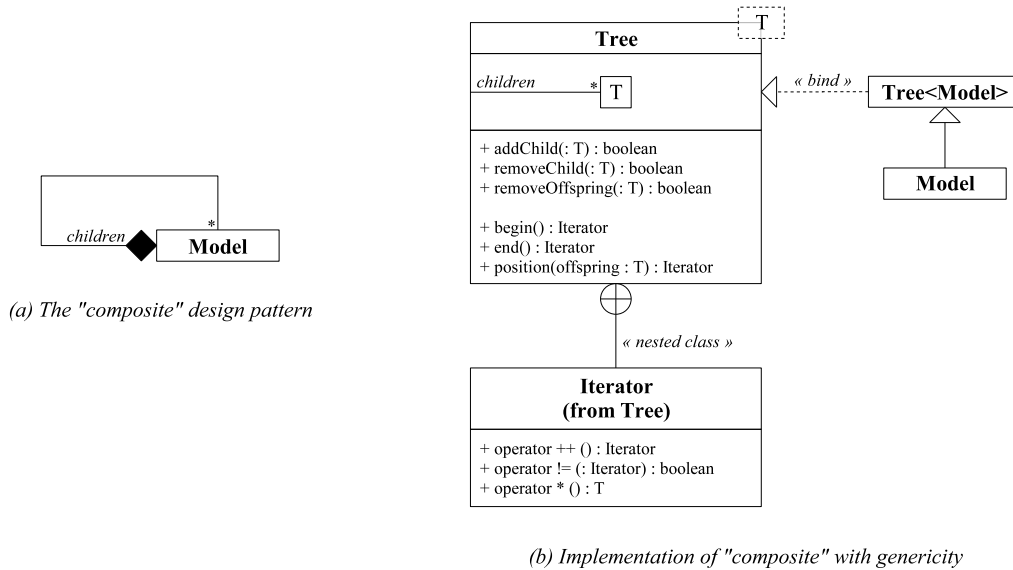 children
*
Model
(a) The "composite" design pattern
T
Tree
children
*
T
« bind »
Tree<Model>
Model
+ addChild(: T) : boolean
+ removeChild(: T) : boolean
+ removeOffspring(: T) : boolean
+ begin() : Iterator
+ end() : Iterator
+ position(offspring : T) : Iterator
« nested class »
Iterator
(from Tree)
+ operator ++ () : Iterator
+ operator != (: Iterator) : boolean
+ operator * () : T
(b) Implementation of "composite" with genericity